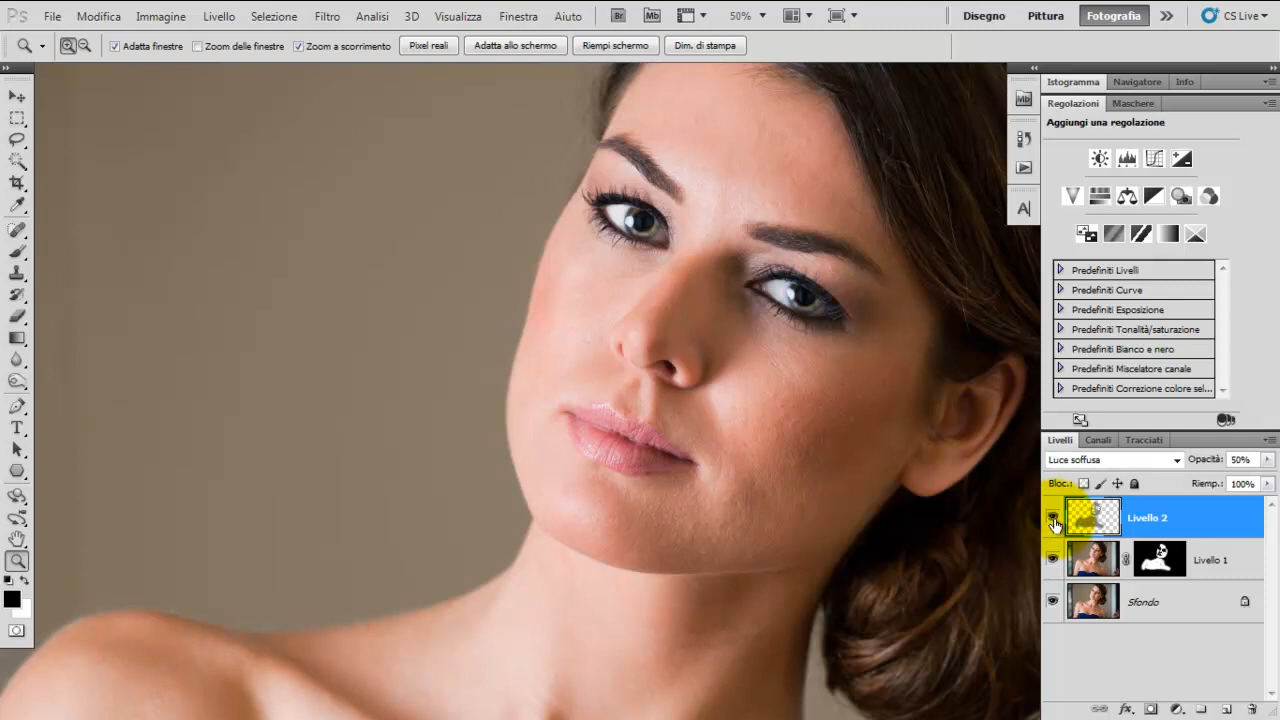 Ps File Modifica Immagine Livello Selezione Filtro Analisi 3D Visualizza Finestra Aiuto Br Mb 50% Disegno Pittura Fotografia CS Live
Adatta finestre Zoom delle finestre Zoom a scorrimento Pixel reali Adatta allo schermo Riempi schermo Dim. di stampa
Istogramma Navigatore Info
Mb
Regolazioni Maschere
Aggiungi una regolazione
A
Predefiniti Livelli
Predefiniti Curve
Predefiniti Esposizione
Predefiniti Tonalità/saturazione
Predefiniti Bianco e nero
Predefiniti Miscelatore canale
Predefiniti Correzione colore sel...
T
Livelli Canali Tracciati
Luce soffusa Opacità: 50%
Bloc.: Riemp.: 100%
Livello 2
Livello 1
Sfondo
fx